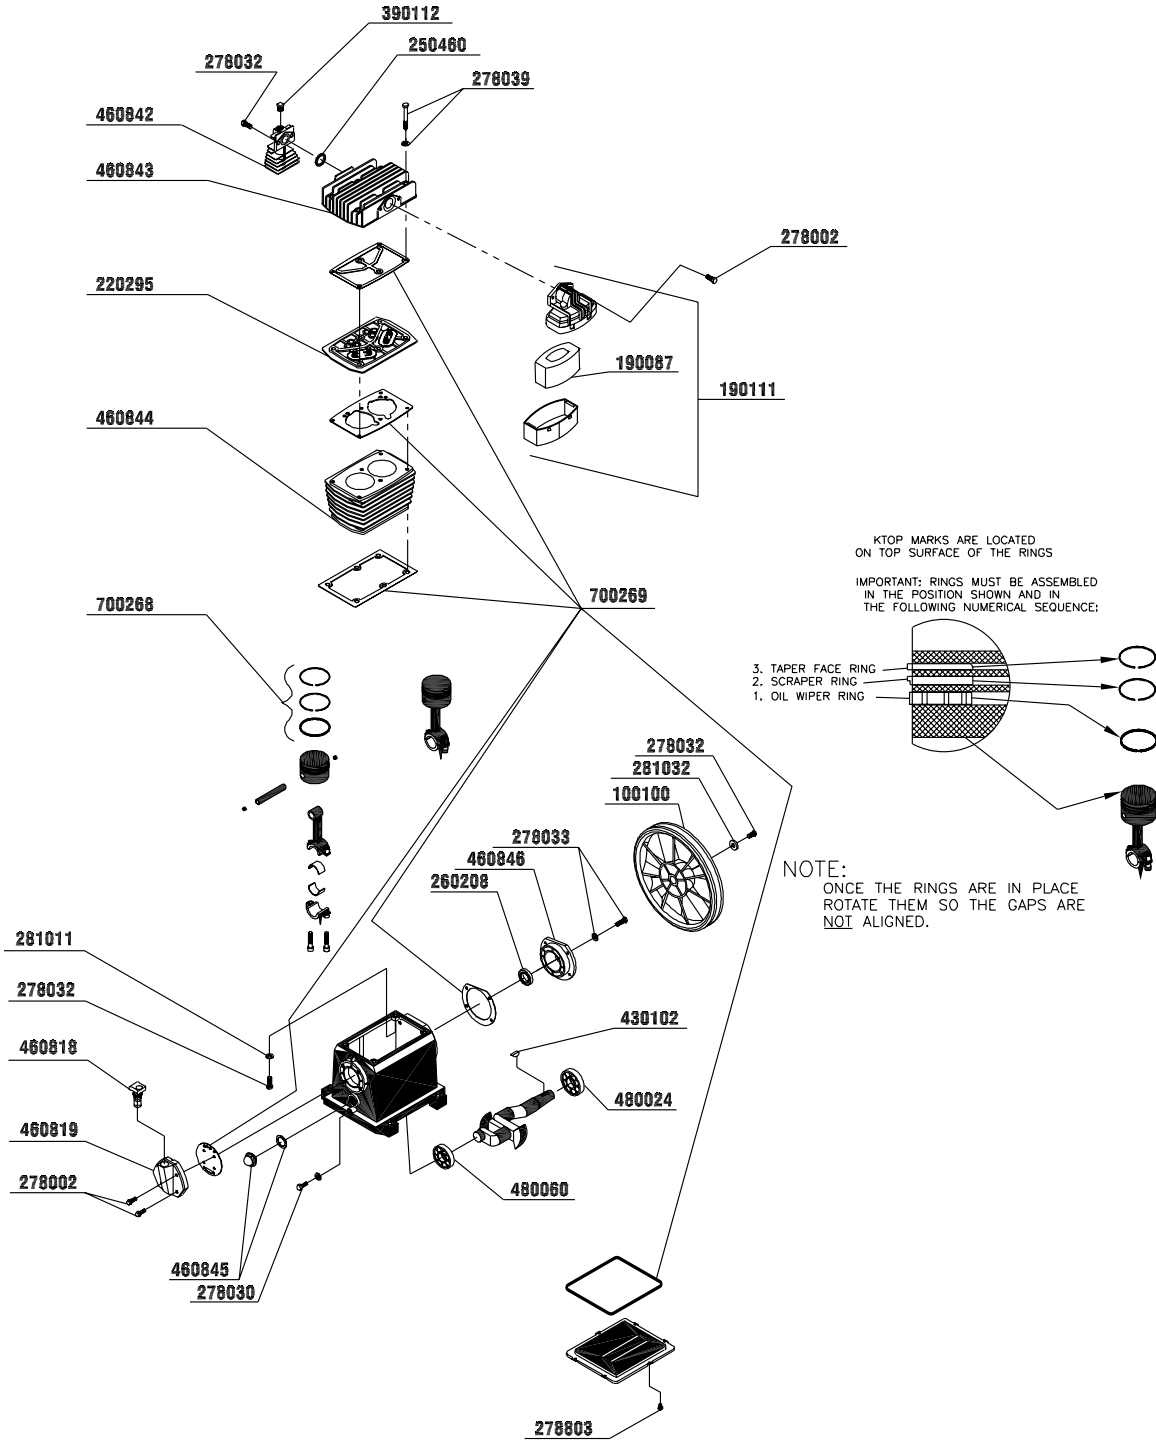 390112
250460
278032
278039
460842
460843
278002
220295
190087
190111
460844
KTOP MARKS ARE LOCATED
ON TOP SURFACE OF THE RINGS
IMPORTANT: RINGS MUST BE ASSEMBLED
IN THE POSITION SHOWN AND IN
THE FOLLOWING NUMERICAL SEQUENCE:
700269
700268
3. TAPER FACE RING
2. SCRAPER RING
1. OIL WIPER RING
278032
281032
100100
278033
460846
260208
NOTE:
ONCE THE RINGS ARE IN PLACE
ROTATE THEM SO THE GAPS ARE
NOT ALIGNED.
281011
278032
460818
430102
480024
460819
278002
480060
460845
278030
278803